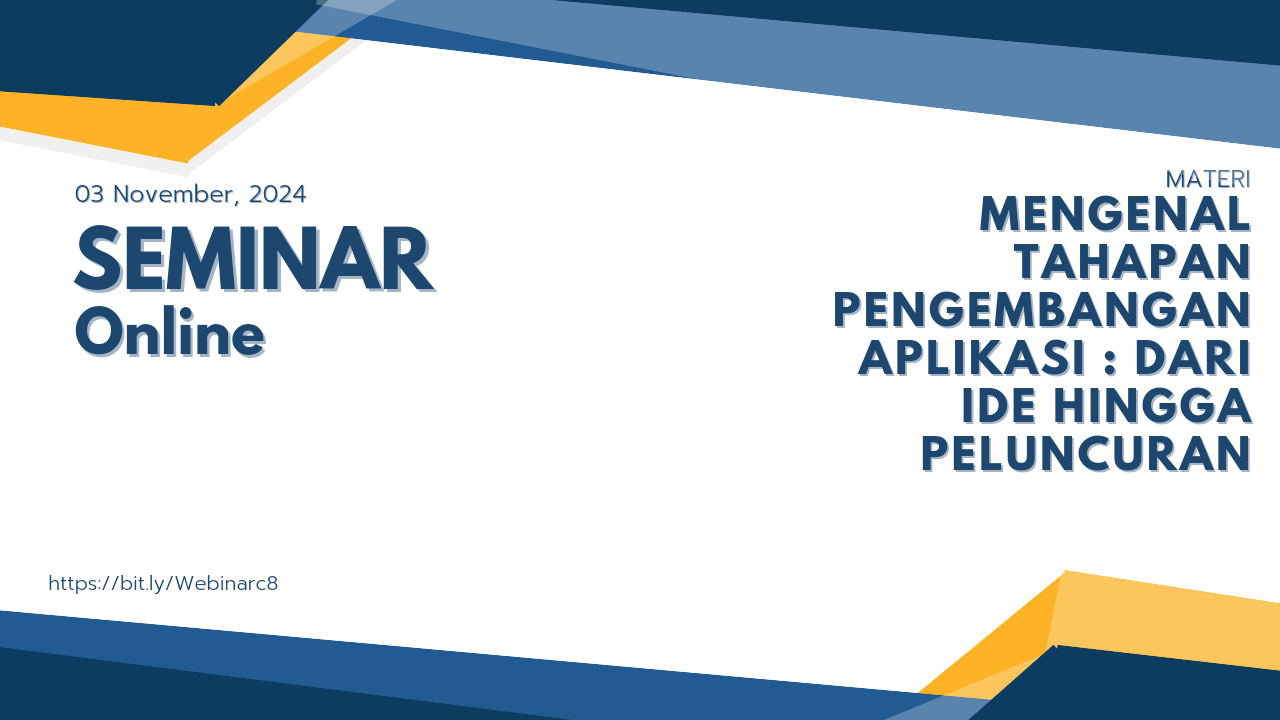 03 November, 2024
SEMINAR
Online
MATERI
MENGENAL
TAHAPAN
PENGEMBANGAN
APLIKASI : DARI
IDE HINGGA
PELUNCURAN
https://bit.ly/Webinarc8